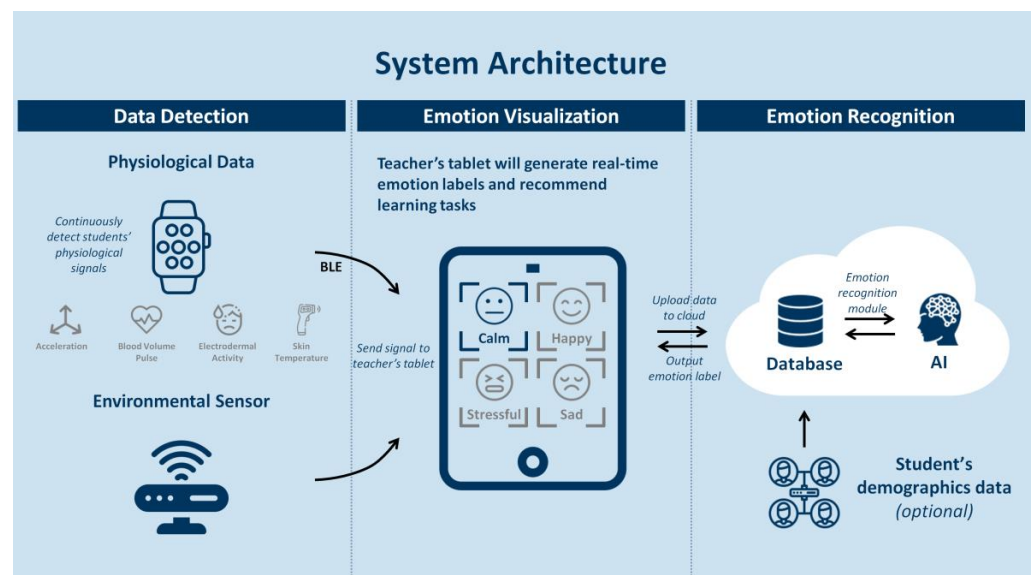 System Architecture
Data Detection
Physiological Data
Continuously
detect students’
physiological
signals
BLE
Acceleration
Blood Volume
Pulse
Electrodermal
Activity
Skin
Temperature
Send signal to
teacher’s tablet
Environmental Sensor
Emotion Visualization
Teacher’s tablet will generate real-time
emotion labels and recommend
learning tasks
Calm
Happy
Stressful
Sad
Upload data
to cloud
Output
emotion label
Emotion Recognition
Emotion
recognition
module
Database
AI
Student’s
demographics data
(optional)